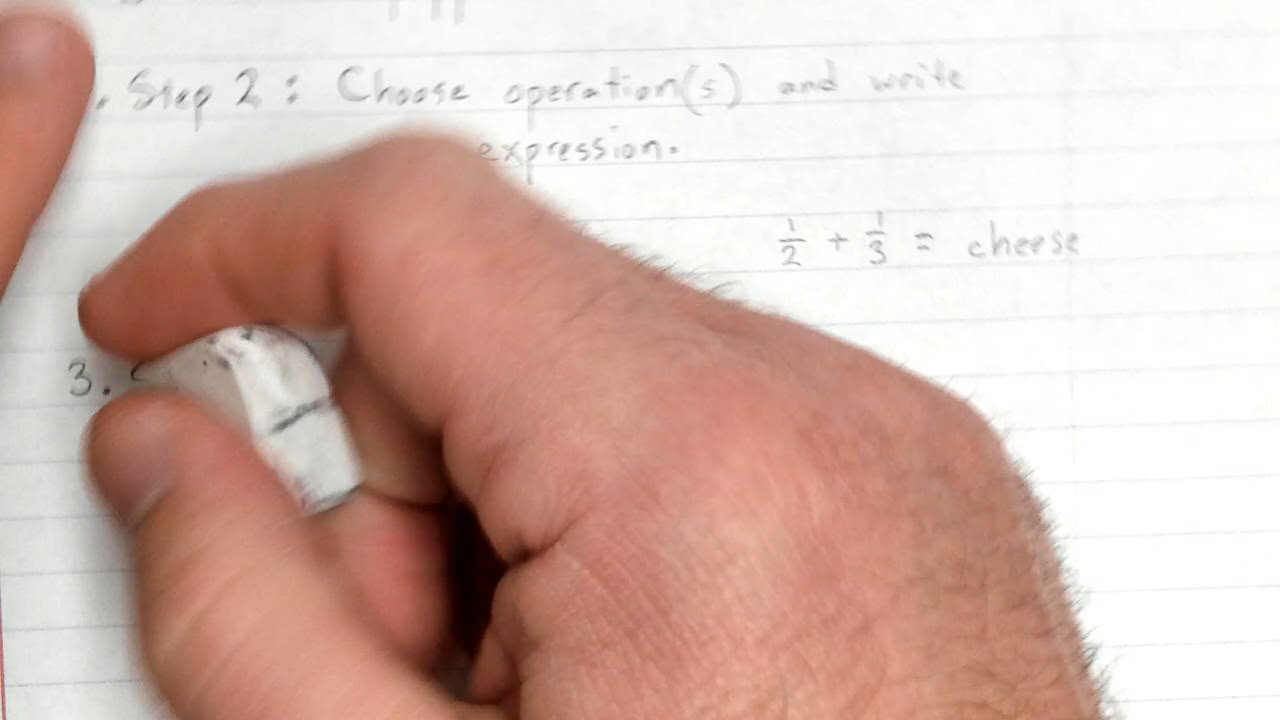 . Step 2: Choose operation(s) and write
expression.
1/2 + 1/3 = cheese
3.